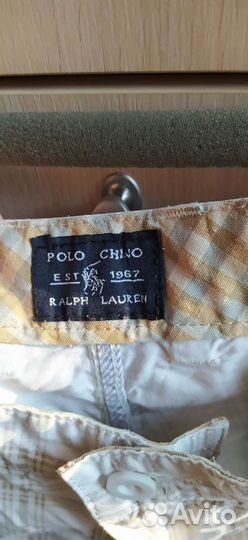 POLO CHINO
EST 1967
RALPH LAUREN
Avito